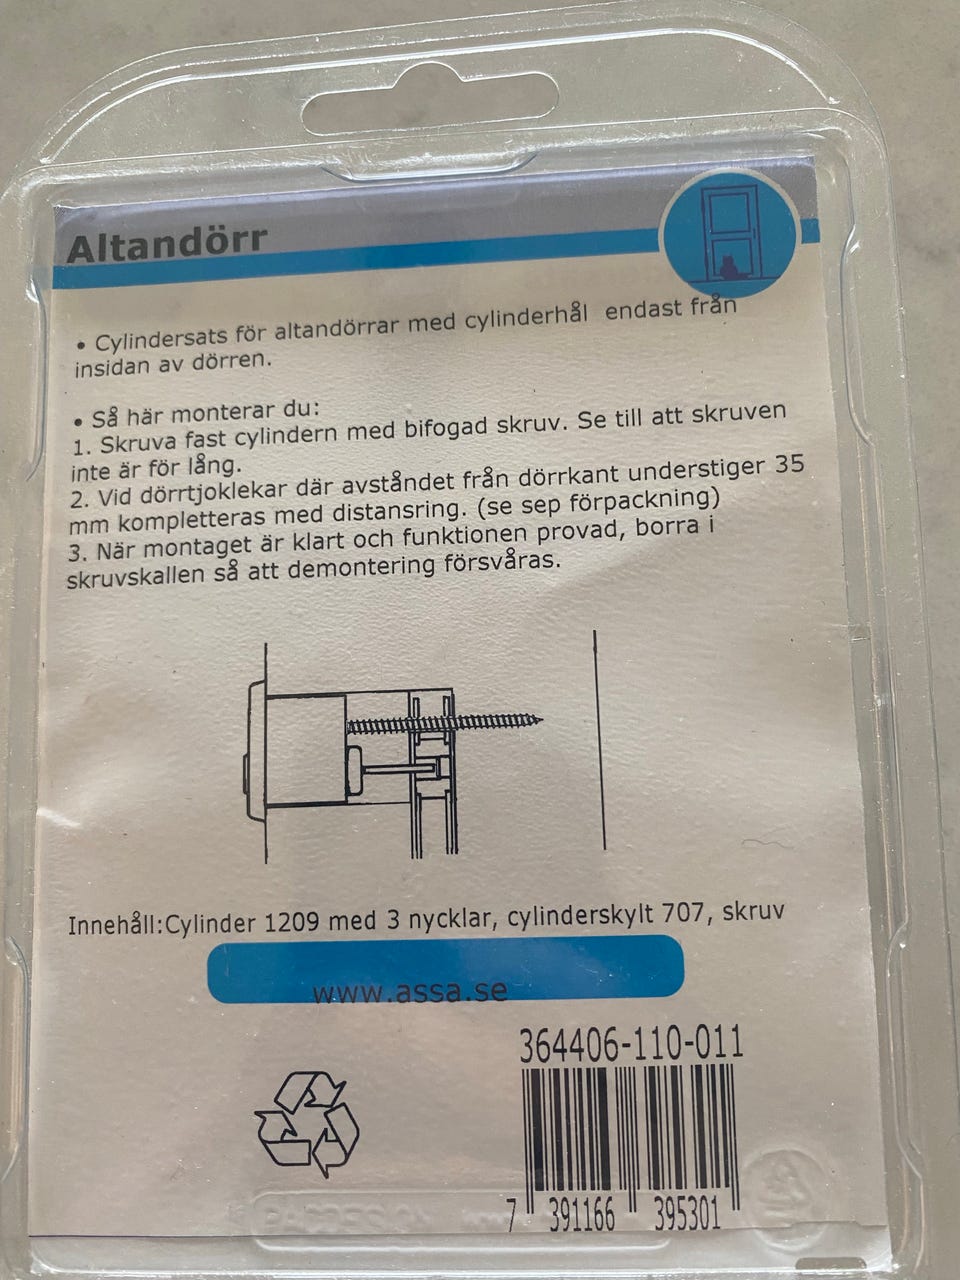 Altandörr
• Cylindersats för altandörrar med cylinderhål endast från
insidan av dörren.
• Så här monterar du:
1. Skruva fast cylindern med bifogad skruv. Se till att skruven
inte är för lång.
2. Vid dörrtjoklekar där avståndet från dörrkant understiger 35
mm kompletteras med distansring. (se sep förpackning)
3. När montaget är klart och funktionen provad, borra i
skruvskallen så att demontering försvåras.
Innehåll:Cylinder 1209 med 3 nycklar, cylinderskylt 707, skruv
www.assa.se
364406-110-011
7 391166 395301